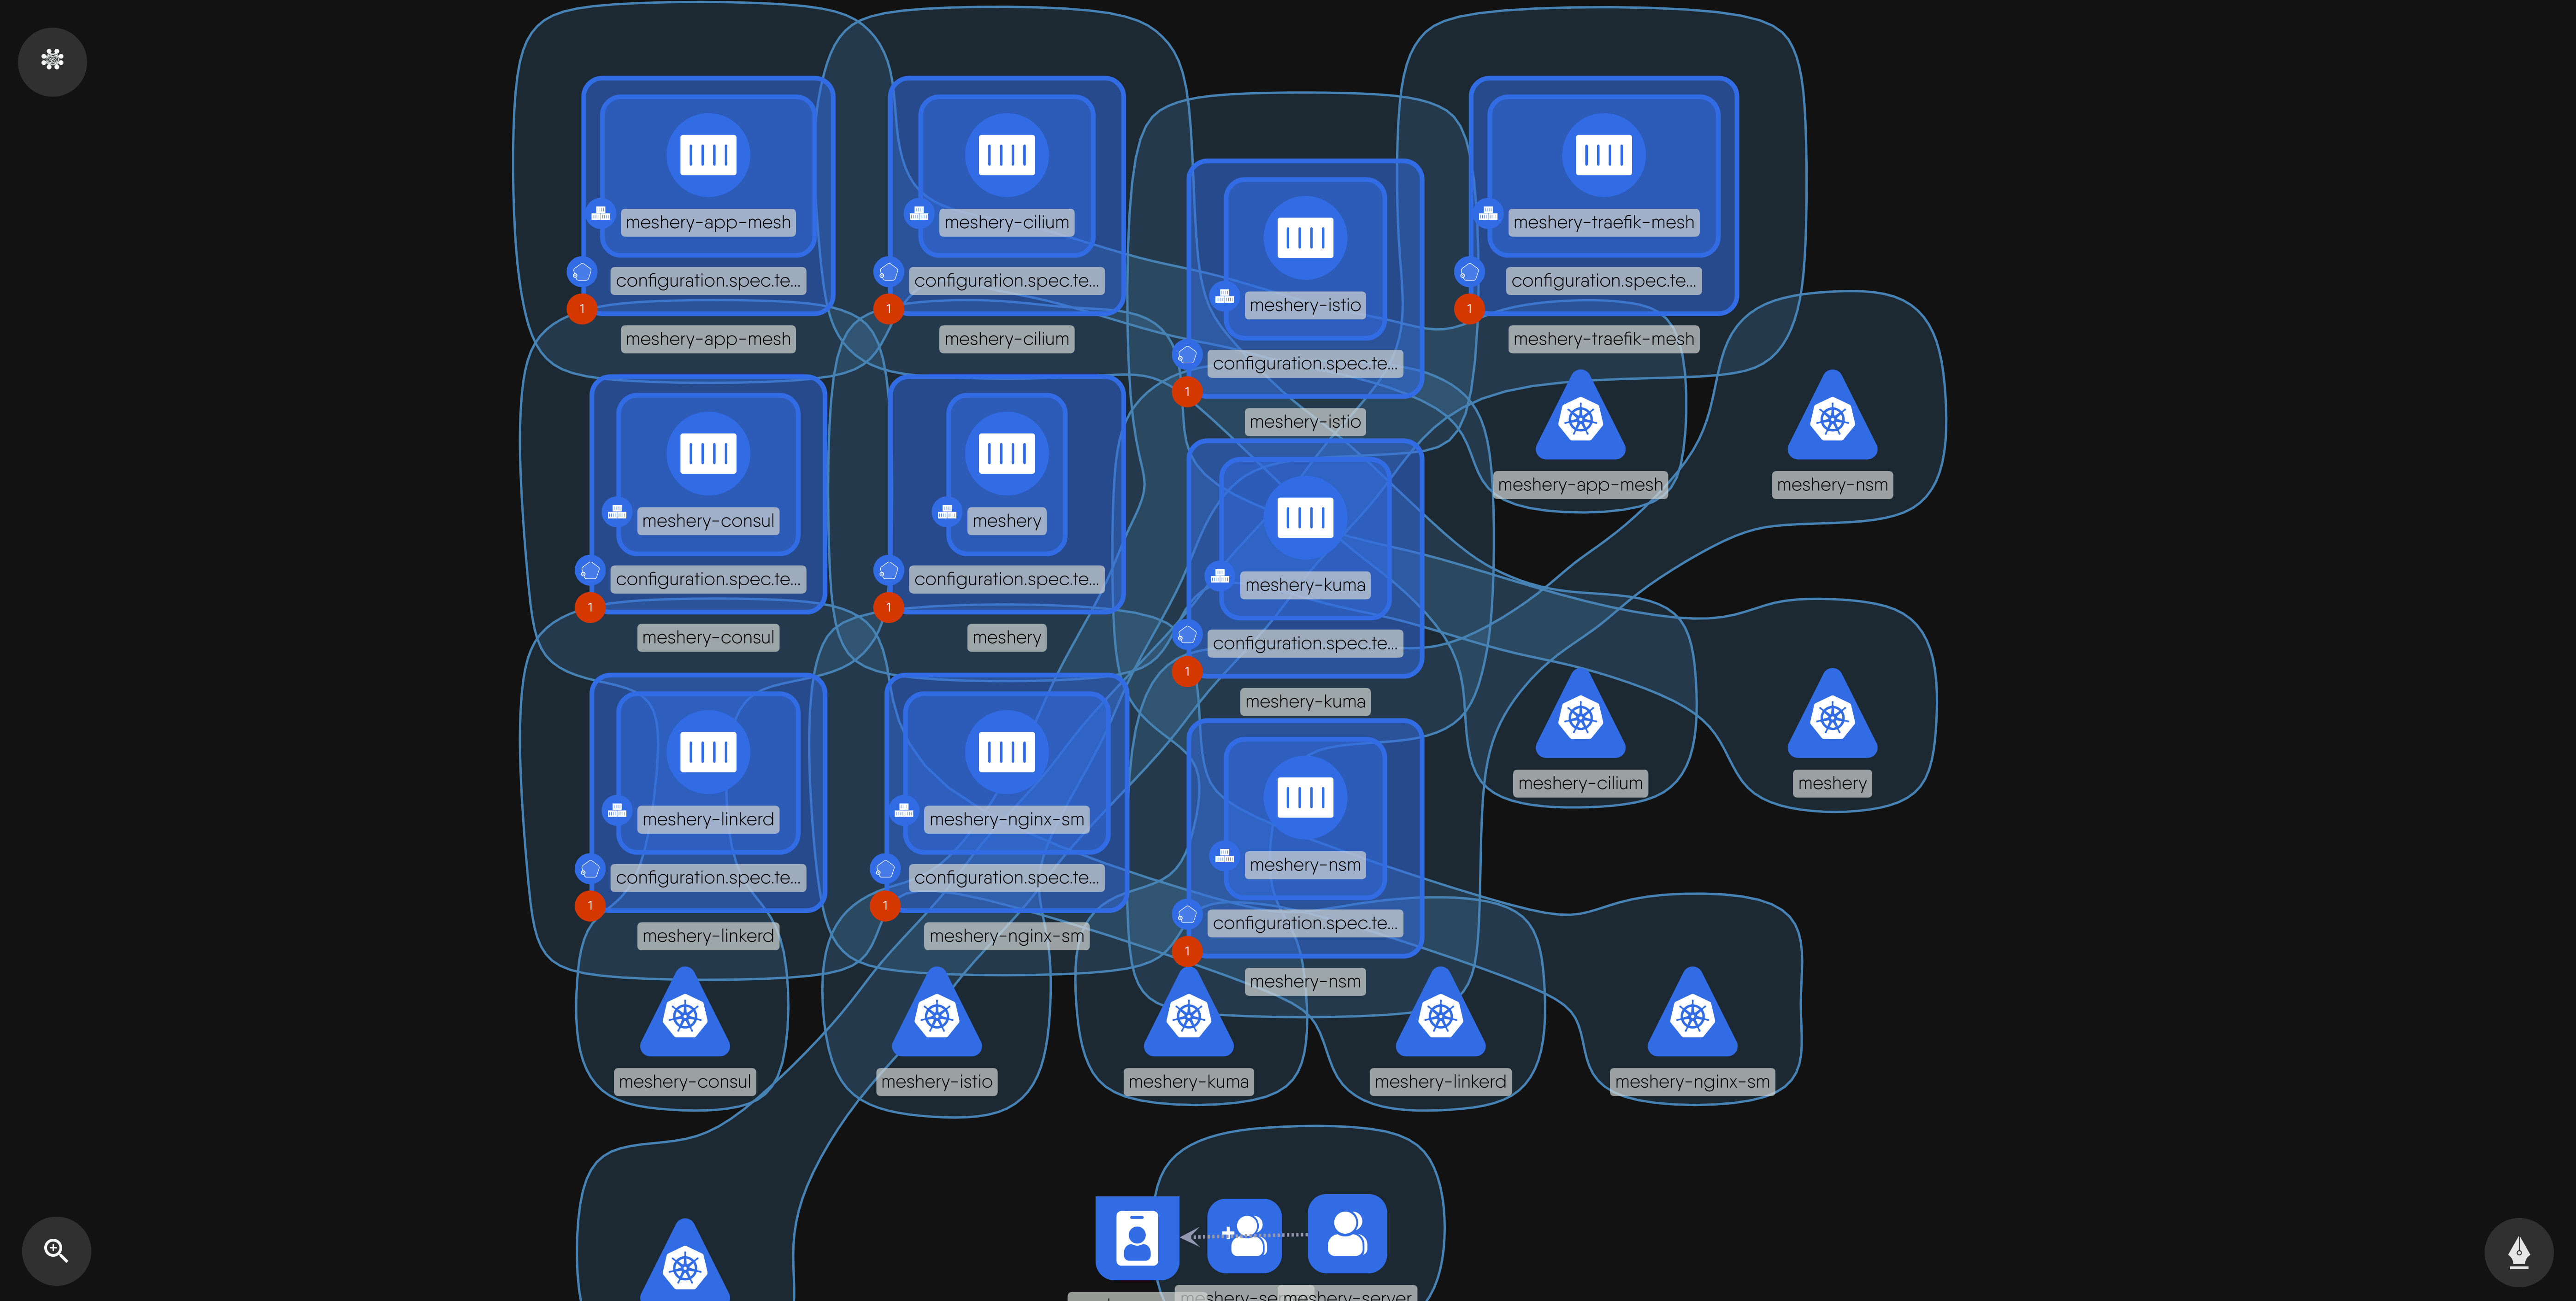 meshery-app-mesh
configuration.spec.te...
1
meshery-app-mesh
meshery-cilium
configuration.spec.te...
1
meshery-cilium
meshery-istio
configuration.spec.te...
1
meshery-istio
meshery-traefik-mesh
configuration.spec.te...
1
meshery-traefik-mesh
meshery-consul
configuration.spec.te...
1
meshery-consul
meshery
configuration.spec.te...
1
meshery
meshery-kuma
configuration.spec.te...
1
meshery-kuma
meshery-app-mesh
meshery-nsm
meshery-linkerd
configuration.spec.te...
1
meshery-linkerd
meshery-nginx-sm
configuration.spec.te...
1
meshery-nginx-sm
meshery-nsm
configuration.spec.te...
1
meshery-nsm
meshery-cilium
meshery
meshery-consul
meshery-istio
meshery-kuma
meshery-linkerd
meshery-nginx-sm
meshery-server